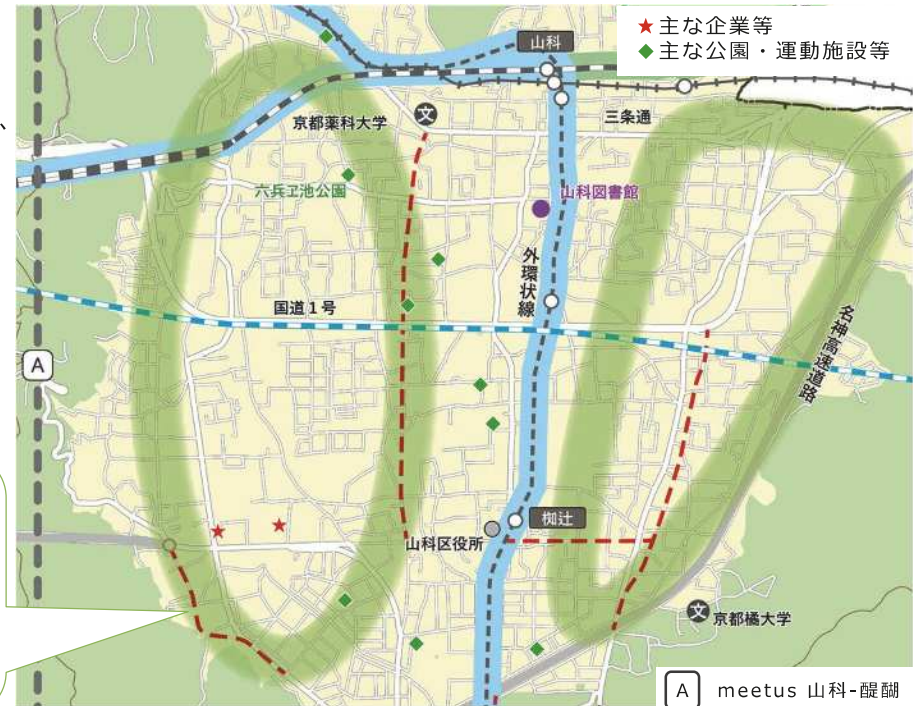 山科
★主な企業等
◆主な公園・運動施設等
、
京都薬科大学
文
三条通
六兵ヱ池公園
山科図書館
外環状線
国道1号
名神高速道路
A
椥辻
山科区役所
文
京都橘大学
A meetus 山科-醍醐